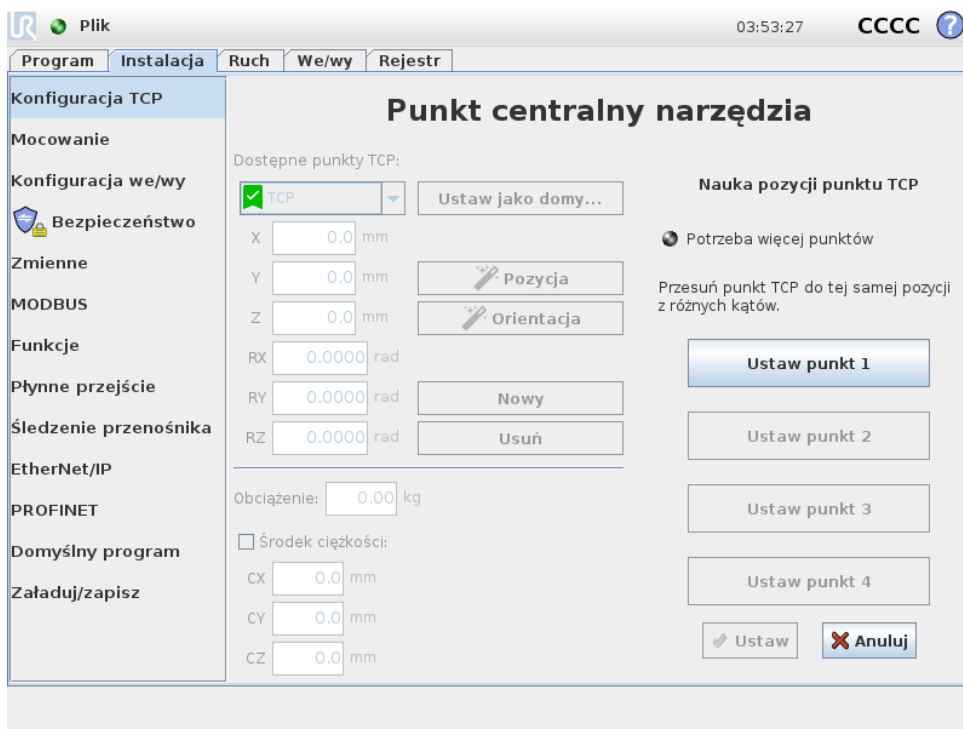 UR Plik 03:53:27 CCCC ?
Program Instalacja Ruch We/wy Rejestr
Konfiguracja TCP
Mocowanie
Konfiguracja we/wy
Bezpieczeństwo
Zmienne
MODBUS
Funkcje
Płynne przejście
Śledzenie przenośnika
EtherNet/IP
PROFINET
Domyślny program
Załaduj/zapisz
Punkt centralny narzędzia
Dostępne punkty TCP:
TCP Ustaw jako domy...
X 0.0 mm
Y 0.0 mm Pozycja
Z 0.0 mm Orientacja
RX 0.0000 rad
RY 0.0000 rad Nowy
RZ 0.0000 rad Usuń
Obciążenie: 0.00 kg
Środek ciężkości:
CX 0.0 mm
CY 0.0 mm
CZ 0.0 mm
Nauka pozycji punktu TCP
Potrzeba więcej punktów
Przesuń punkt TCP do tej samej pozycji
z różnych kątów.
Ustaw punkt 1
Ustaw punkt 2
Ustaw punkt 3
Ustaw punkt 4
Ustaw Anuluj